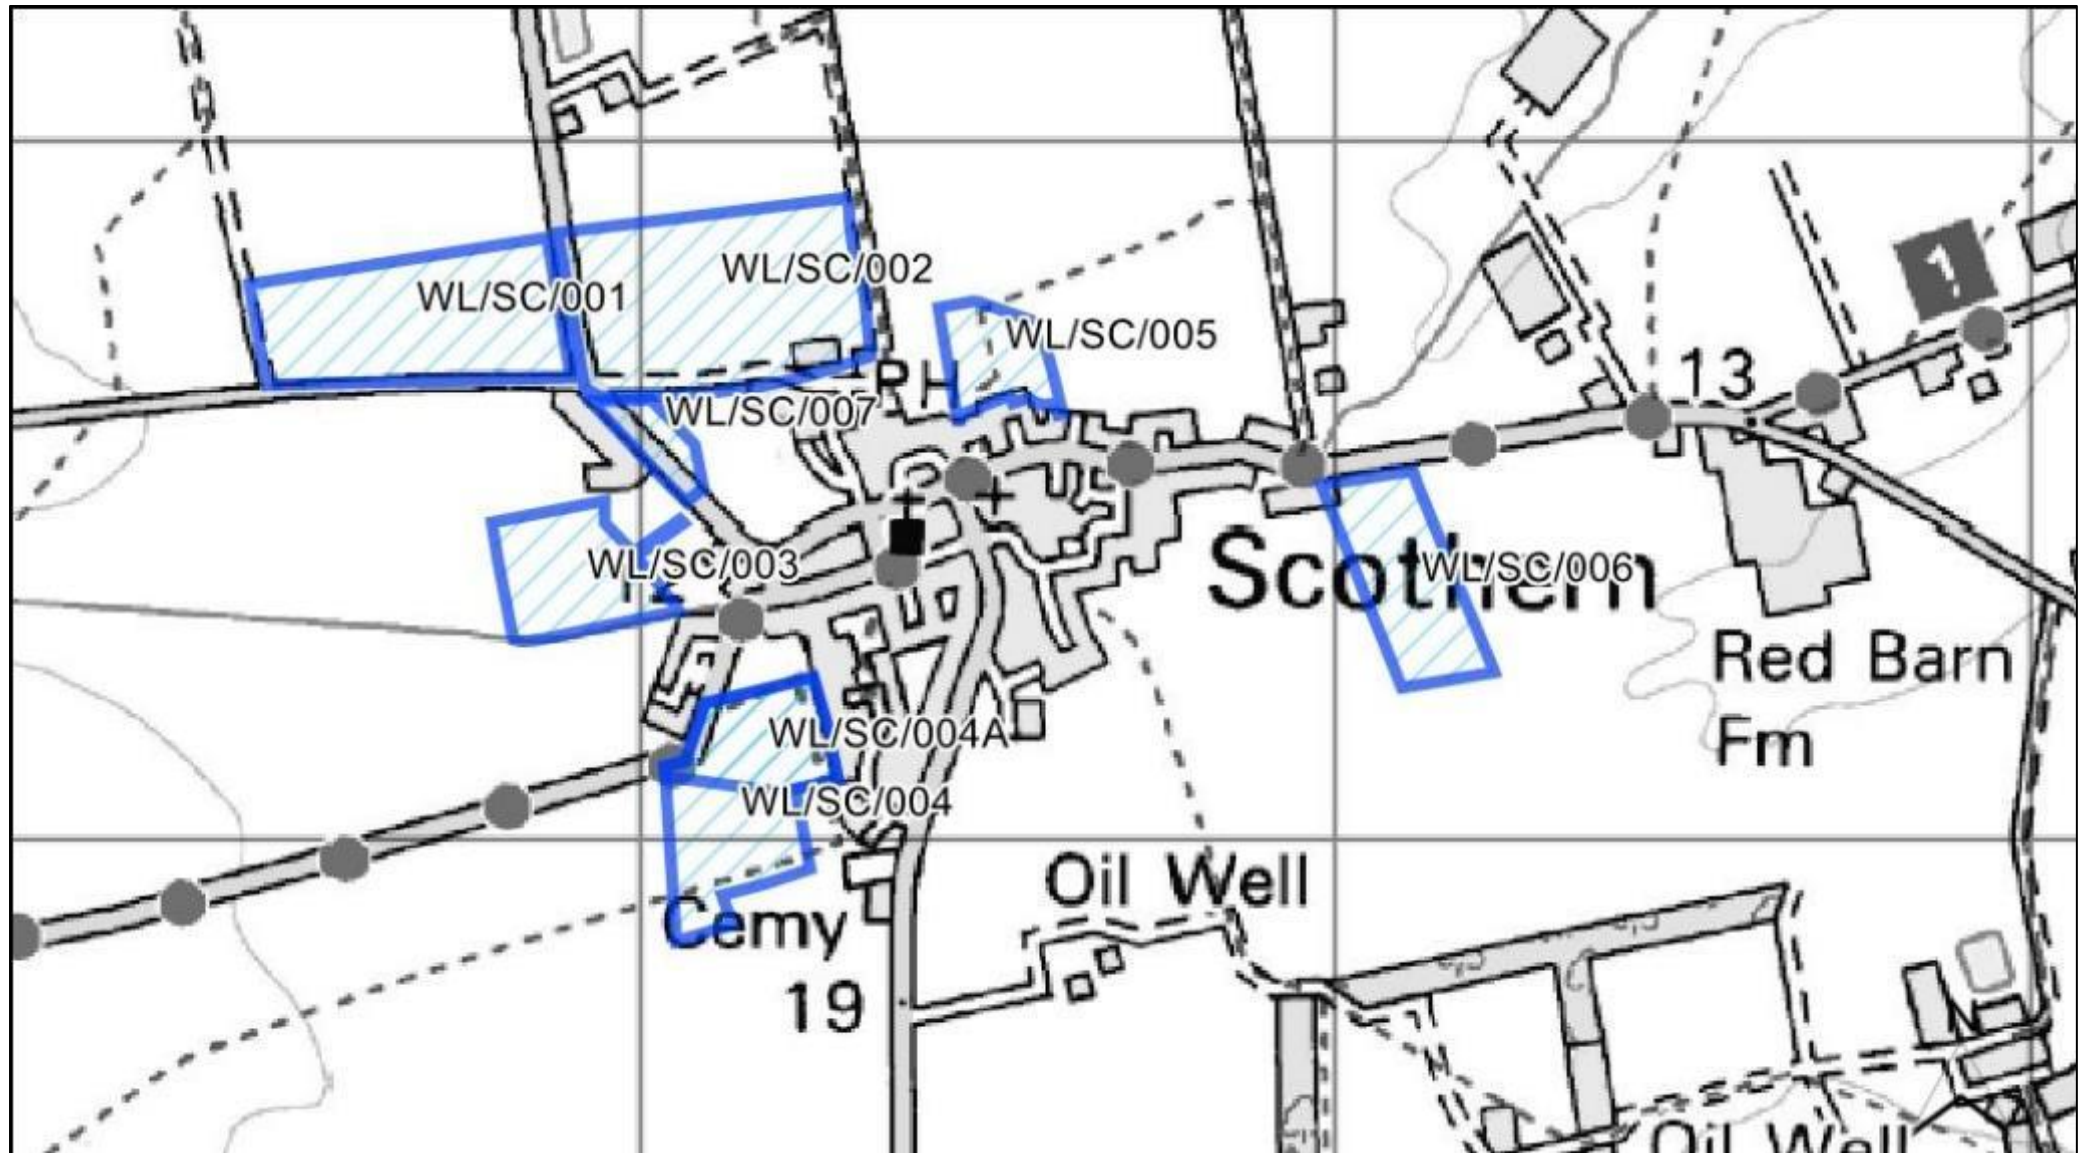 WL/SC/002
WL/SC/001
1
WL/SC/005
13
PH
WL/SC/007
WL/SC/003
Scothern
WL/SC/006
Red Barn
Fm
WL/SC/004A
WL/SC/004
Oil Well
Cemy
19
Oil Well